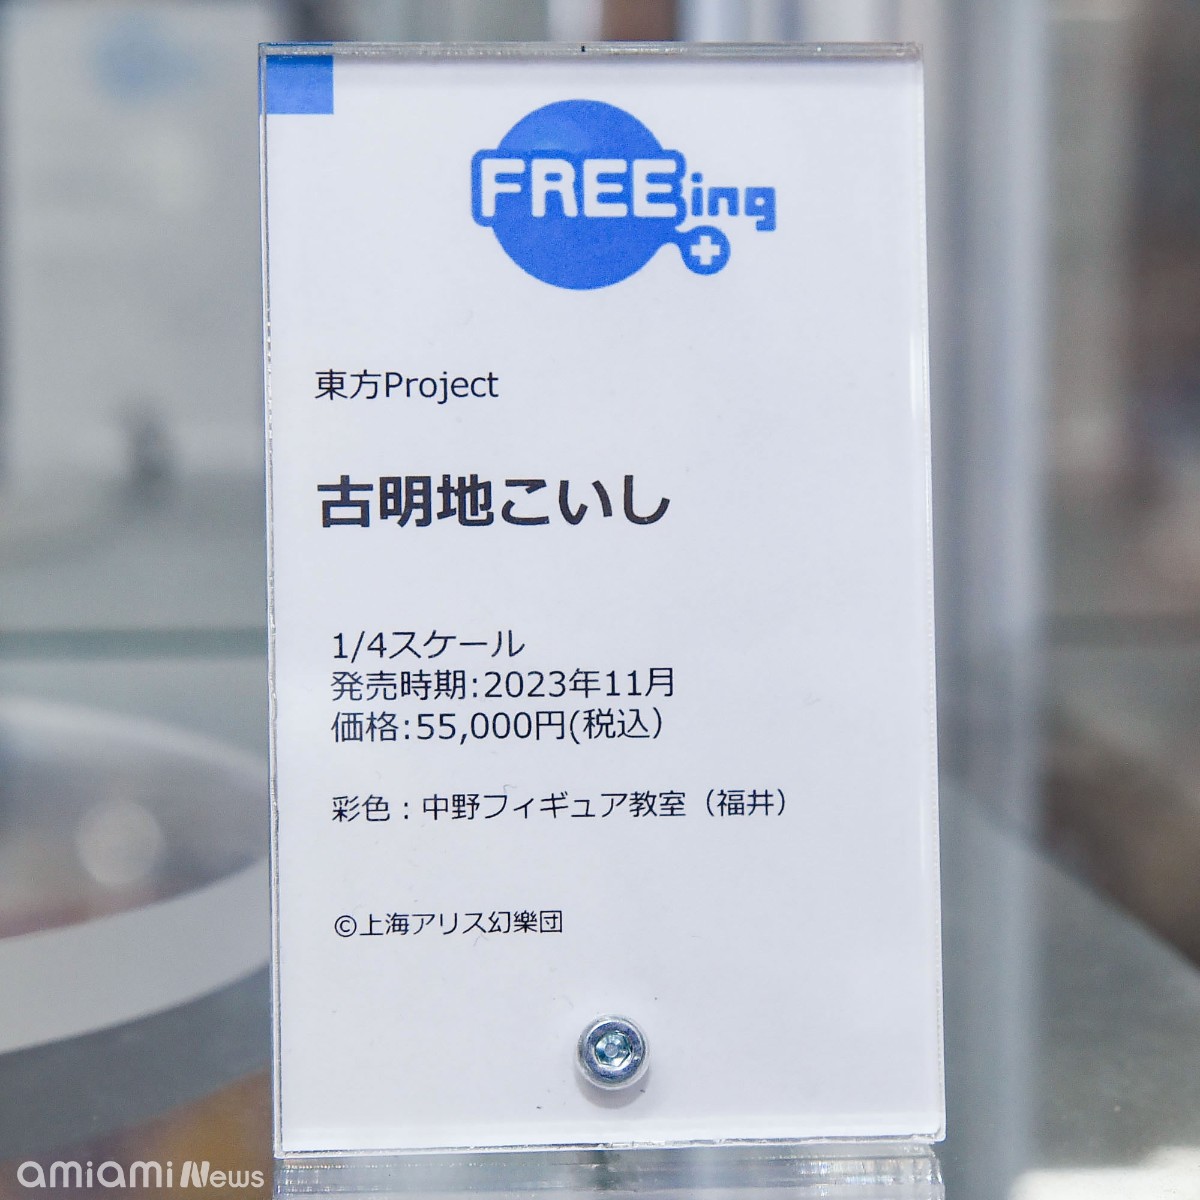 FREEing
東方Project
古明地こいし
1/4スケール
発売時期:2023年11月
価格:55,000円(税込)
彩色：中野フィギュア教室（福井）
©上海アリス幻樂団
amiami News